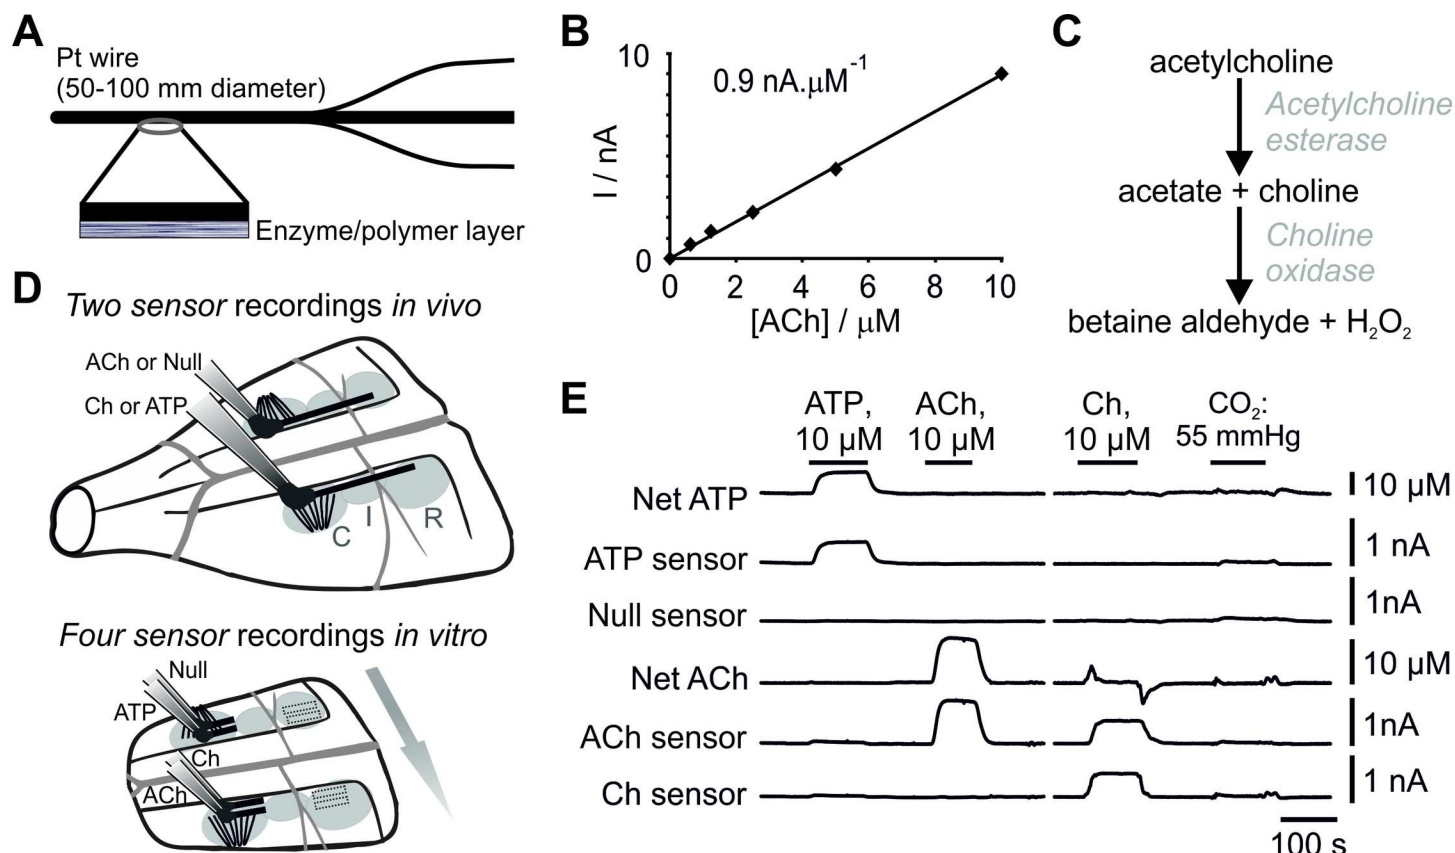 A
Pt wire
(50-100 mm diameter)
Enzyme/polymer layer
B
10
0.9 nA.µM⁻¹
I / nA
0
0 2 4 6 8 10
[ACh] / µM
C
acetylcholine
Acetylcholine
esterase
acetate + choline
Choline
oxidase
betaine aldehyde + H₂O₂
D
Two sensor recordings in vivo
ACh or Null
Ch or ATP
C I R
Four sensor recordings in vitro
Null
ATP
Ch
ACh
E
ATP, ACh, Ch, CO₂:
10 µM 10 µM 10 µM 55 mmHg
Net ATP 10 µM
ATP sensor 1 nA
Null sensor 1nA
Net ACh 10 µM
ACh sensor 1nA
Ch sensor 1 nA
100 s